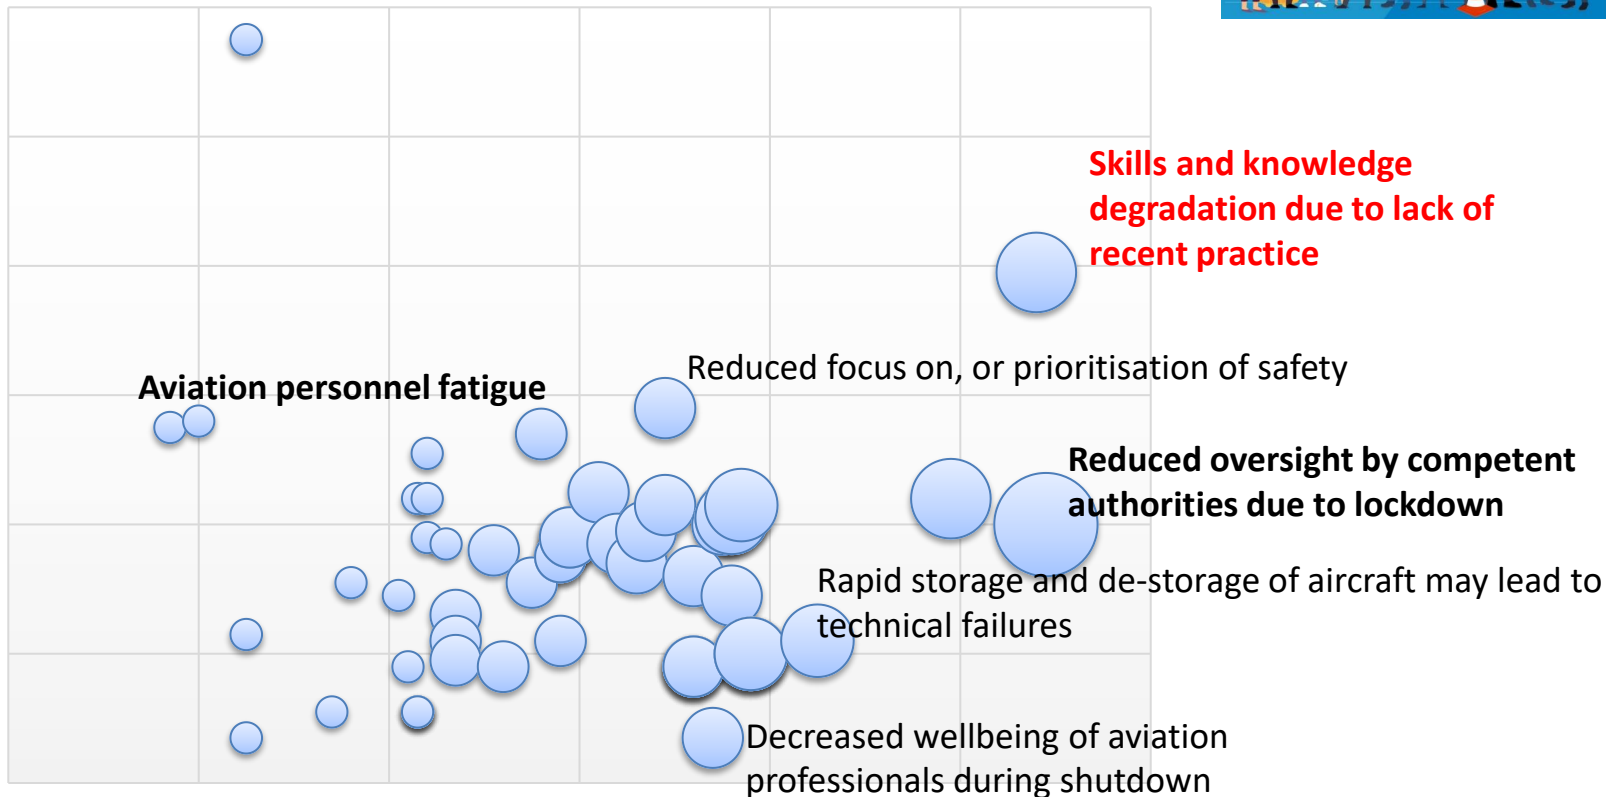 Skills and knowledge
degradation due to lack of
recent practice
Reduced focus on, or prioritisation of safety
Aviation personnel fatigue
Reduced oversight by competent
authorities due to lockdown
Rapid storage and de-storage of aircraft may lead to
technical failures
Decreased wellbeing of aviation
professionals during shutdown